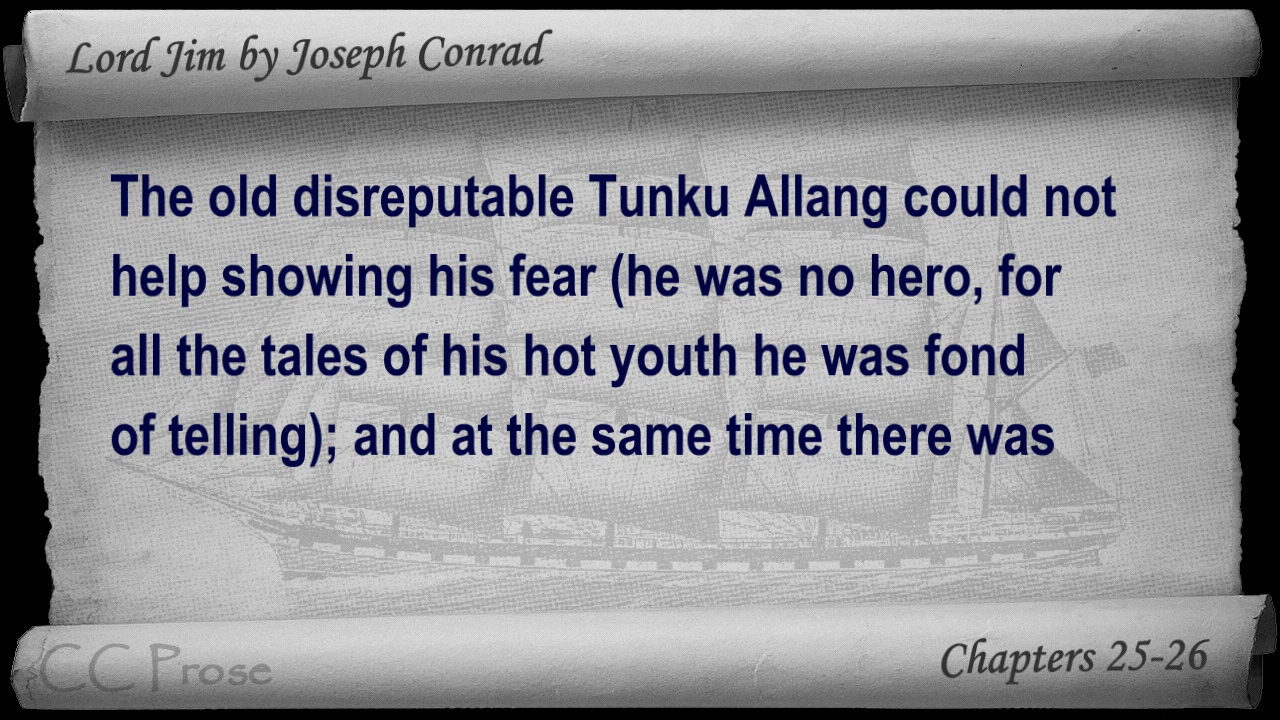 Lord Jim by Joseph Conrad
The old disreputable Tunku Allang could not
help showing his fear (he was no hero, for
all the tales of his hot youth he was fond
of telling); and at the same time there was
CC Prose
Chapters 25-26